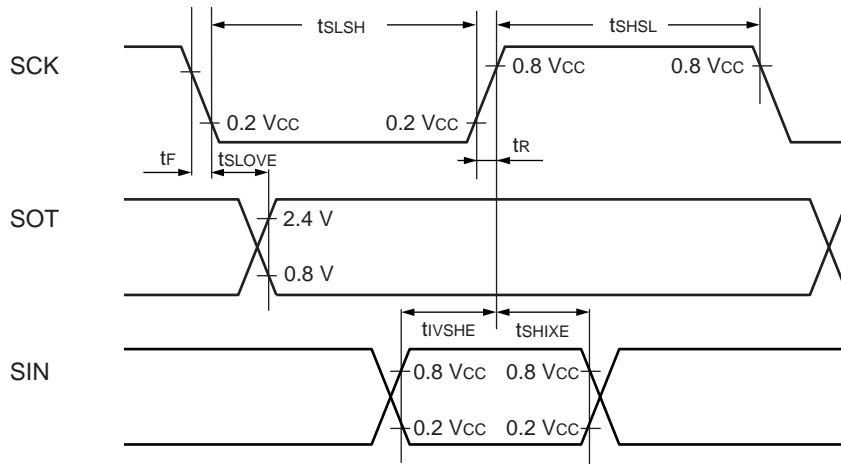 tSLSH tSHSL
SCK 0.8 VCC 0.8 VCC
0.2 VCC 0.2 VCC
tF tSLOVE tR
SOT 2.4 V
0.8 V
tIVSHE tSHIXE
SIN 0.8 VCC 0.8 VCC
0.2 VCC 0.2 VCC